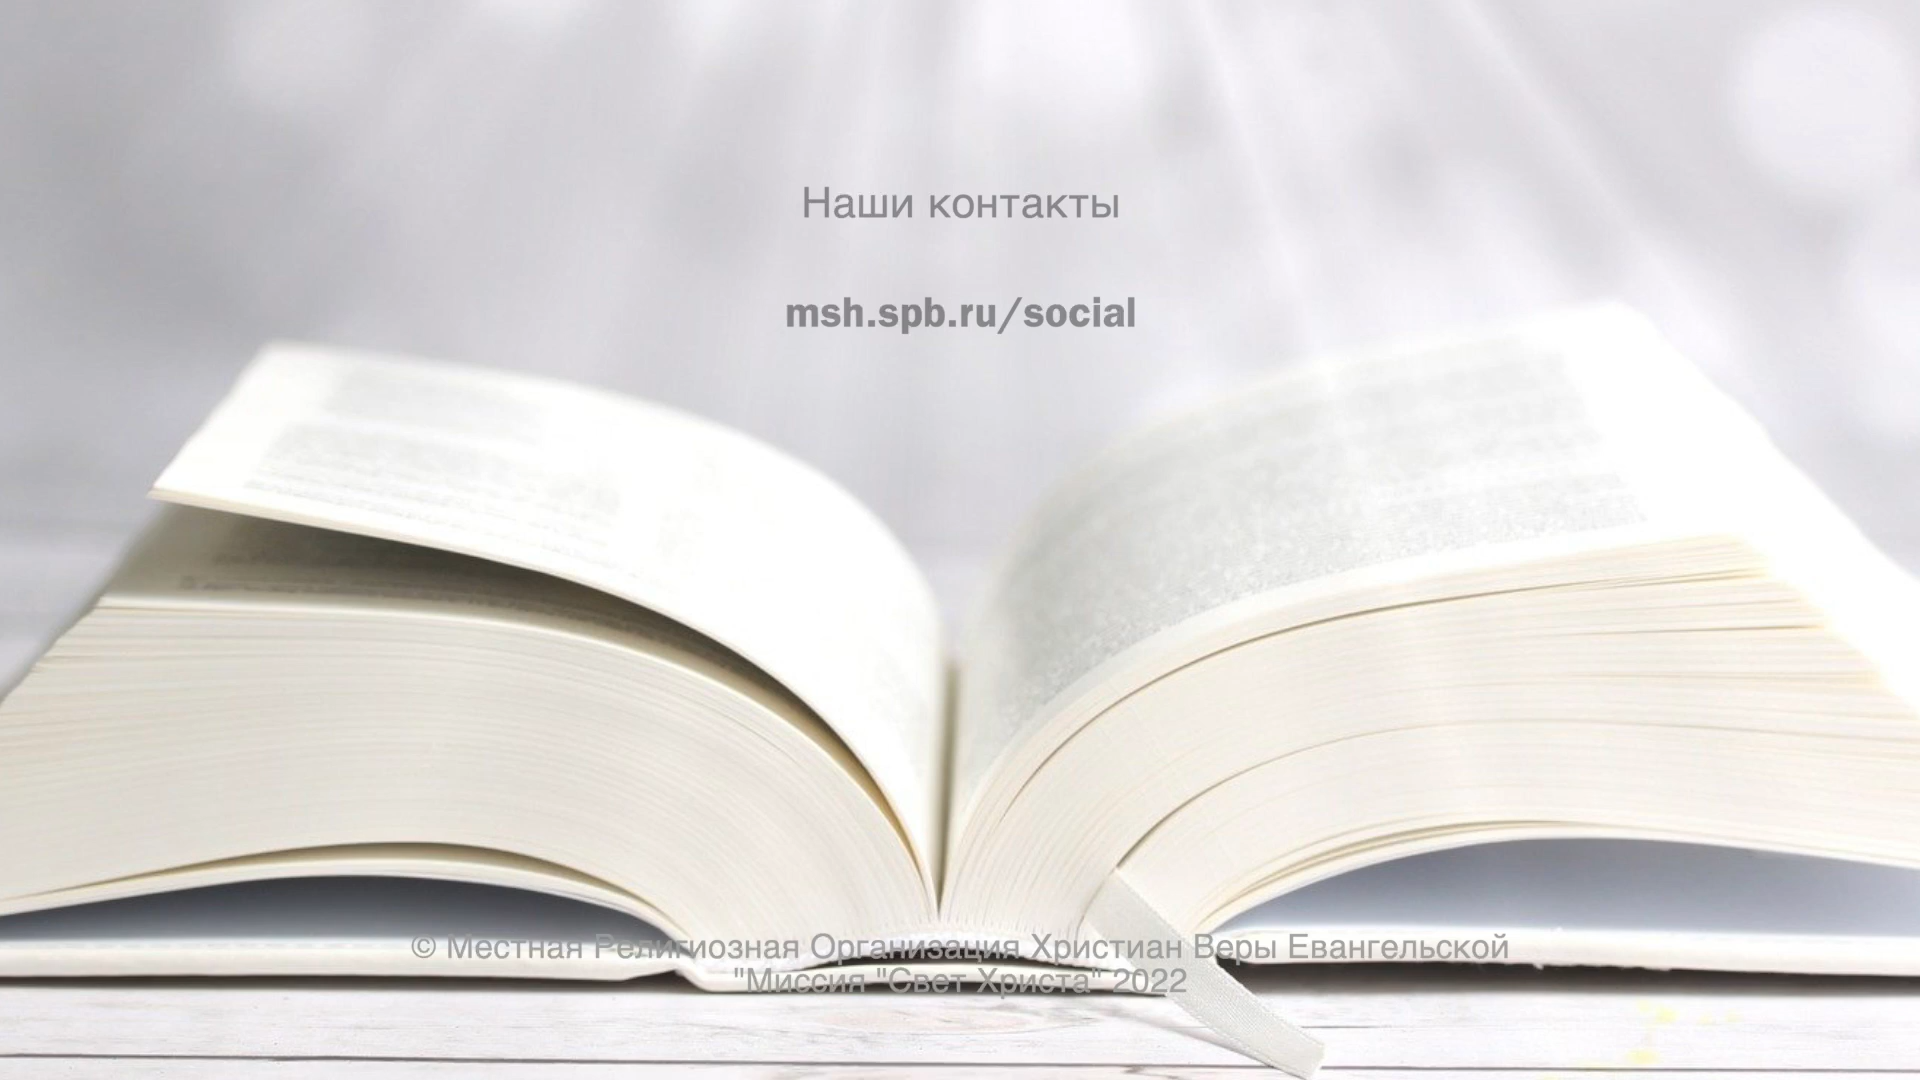 Наши контакты
msh.spb.ru/social
© Местная Религиозная Организация Христиан Веры Евангельской
"Миссия "Свет Христа" 2022